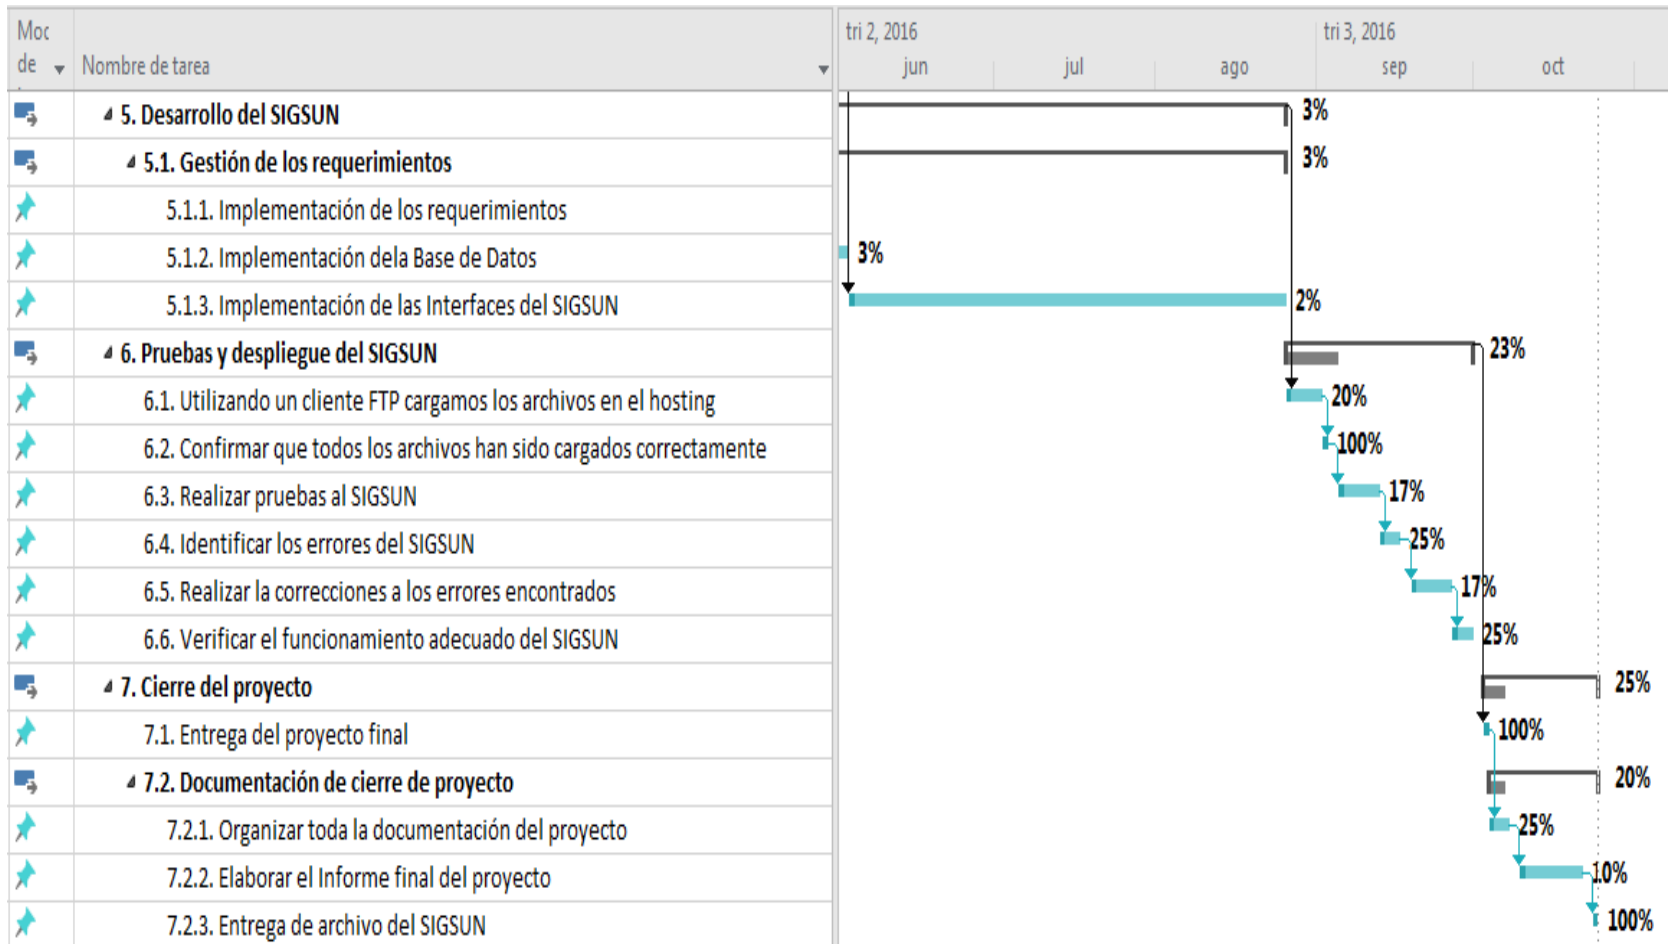 Moc
de
Nombre de tarea
tri 2, 2016
tri 3, 2016
jun
jul
ago
sep
oct
5. Desarrollo del SIGSUN
3%
5.1. Gestión de los requerimientos
3%
5.1.1. Implementación de los requerimientos
5.1.2. Implementación dela Base de Datos
3%
5.1.3. Implementación de las Interfaces del SIGSUN
2%
6. Pruebas y despliegue del SIGSUN
23%
6.1. Utilizando un cliente FTP cargamos los archivos en el hosting
20%
6.2. Confirmar que todos los archivos han sido cargados correctamente
100%
6.3. Realizar pruebas al SIGSUN
17%
6.4. Identificar los errores del SIGSUN
25%
6.5. Realizar la correcciones a los errores encontrados
17%
6.6. Verificar el funcionamiento adecuado del SIGSUN
25%
7. Cierre del proyecto
25%
7.1. Entrega del proyecto final
100%
7.2. Documentación de cierre de proyecto
20%
7.2.1. Organizar toda la documentación del proyecto
25%
7.2.2. Elaborar el Informe final del proyecto
10%
7.2.3. Entrega de archivo del SIGSUN
100%